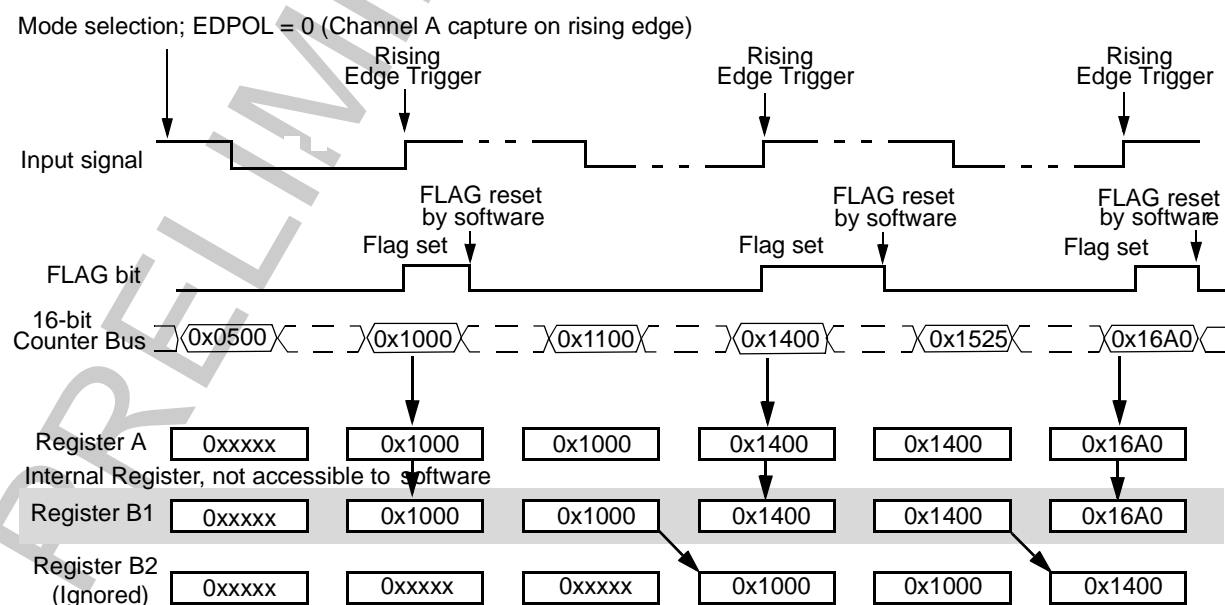 Mode selection; EDPOL = 0 (Channel A capture on rising edge)
Rising
Edge Trigger
Rising
Edge Trigger
Rising
Edge Trigger
Input signal
FLAG reset
by software
FLAG reset
by software
FLAG reset
by software
Flag set
Flag set
Flag set
FLAG bit
16-bit
Counter Bus
0x0500 0x1000 0x1100 0x1400 0x1525 0x16A0
Register A 0xxxxx 0x1000 0x1000 0x1400 0x1400 0x16A0
Internal Register, not accessible to software
Register B1 0xxxxx 0x1000 0x1000 0x1400 0x1400 0x16A0
Register B2
(Ignored)
0xxxxx 0xxxxx 0xxxxx 0x1000 0x1000 0x1400
PRELIMI